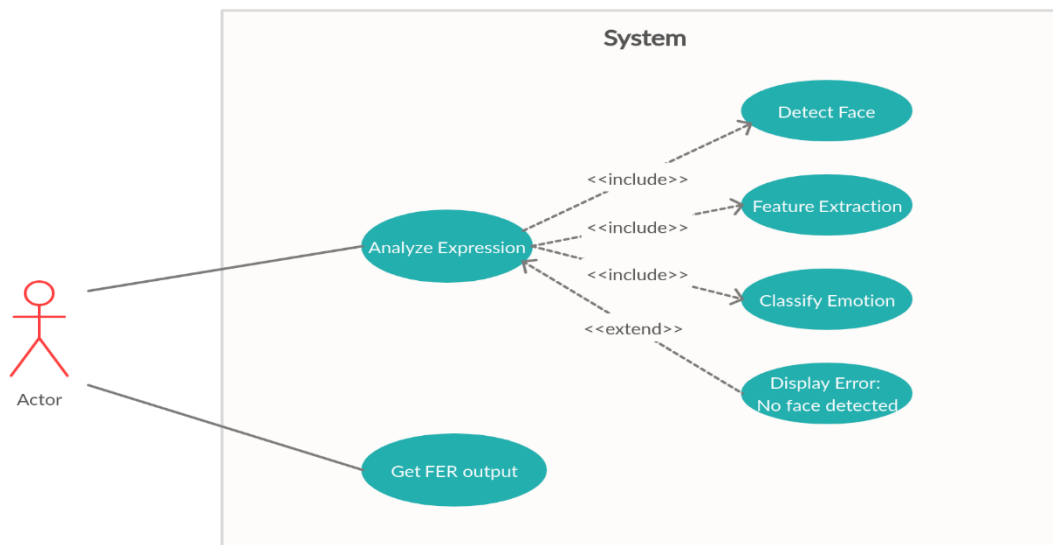 System
Detect Face
<<include>>
Feature Extraction
<<include>>
Analyze Expression
<<include>>
Classify Emotion
<<extend>>
Display Error:
No face detected
Actor
Get FER output